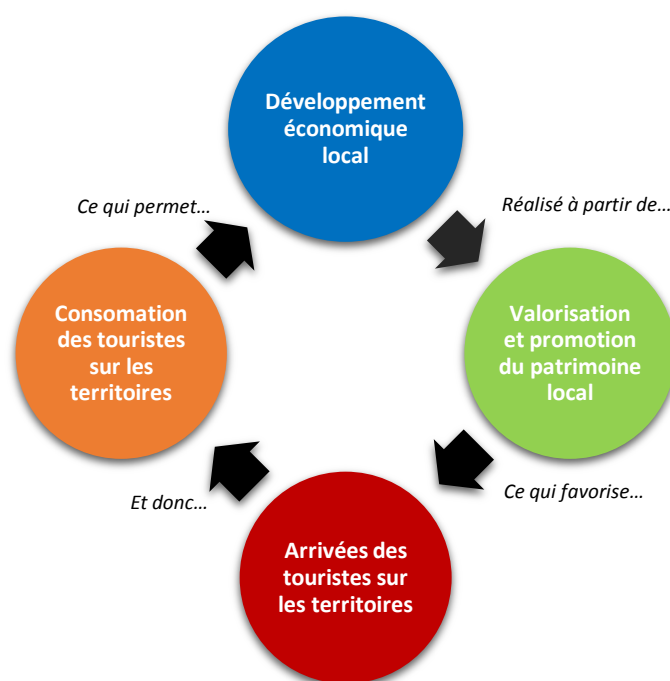 Développement
économique
local
Réalisé à partir de…
Valorisation
et promotion
du patrimoine
local
Ce qui favorise…
Arrivées des
touristes sur
les territoires
Et donc…
Consomation
des touristes
sur les
territoires
Ce qui permet…